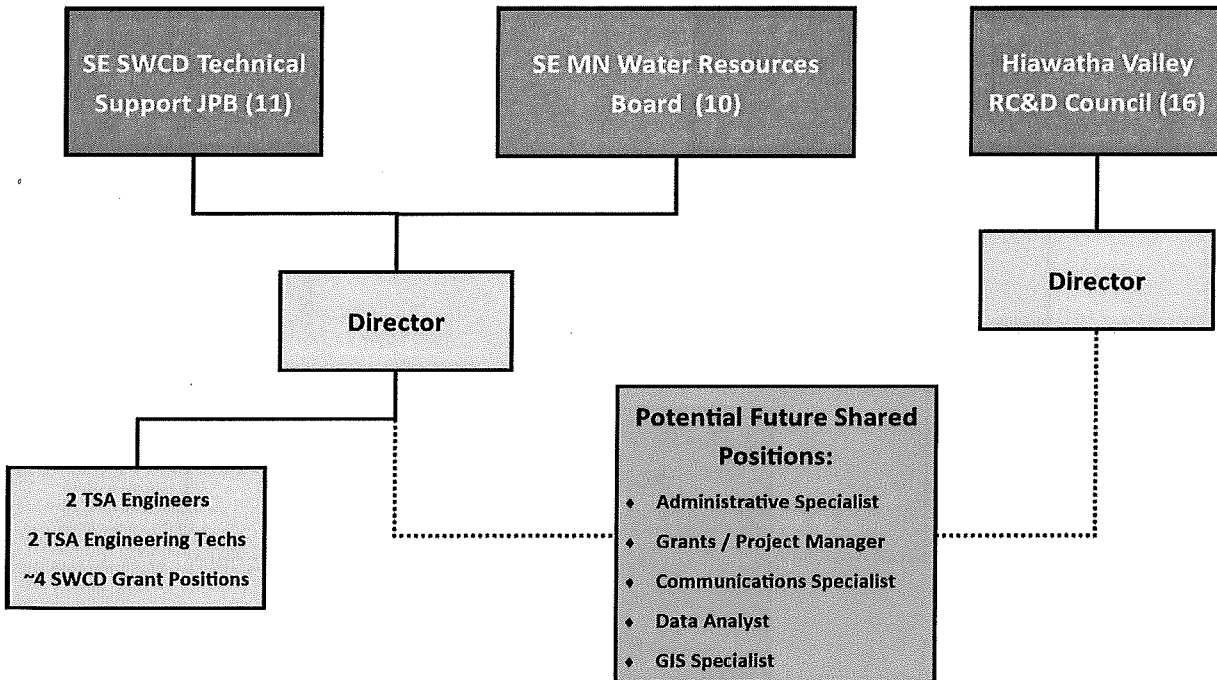 SE SWCD Technical
Support JPB (11)
SE MN Water Resources
Board (10)
Hiawatha Valley
RC&D Council (16)
Director
Director
2 TSA Engineers
2 TSA Engineering Techs
~4 SWCD Grant Positions
Potential Future Shared
Positions:
♦ Administrative Specialist
♦ Grants / Project Manager
♦ Communications Specialist
♦ Data Analyst
♦ GIS Specialist